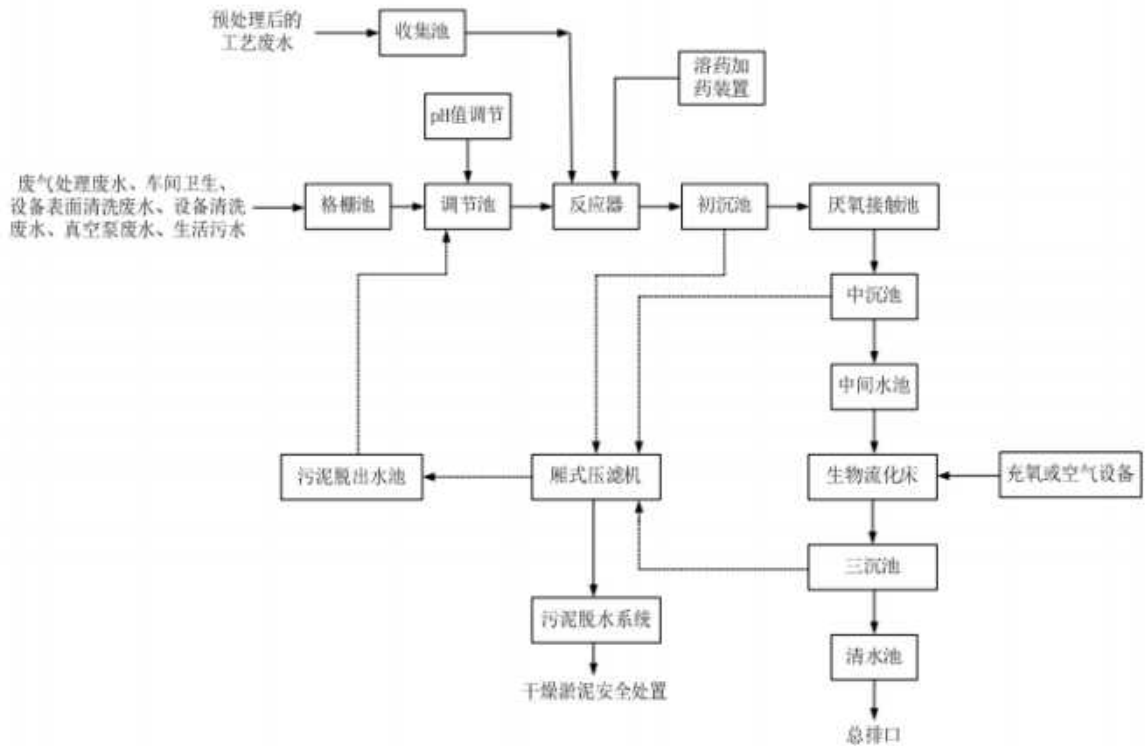 预处理后的
工艺废水
收集池
溶药加
药装置
pH值调节
废气处理废水、车间卫生、
设备表面清洗废水、设备清洗
废水、真空泵废水、生活污水
格栅池
调节池
反应器
初沉池
厌氧接触池
中沉池
中间水池
污泥脱出水池
厢式压滤机
生物流化床
充氧或空气设备
三沉池
污泥脱水系统
清水池
干燥淤泥安全处置
总排口